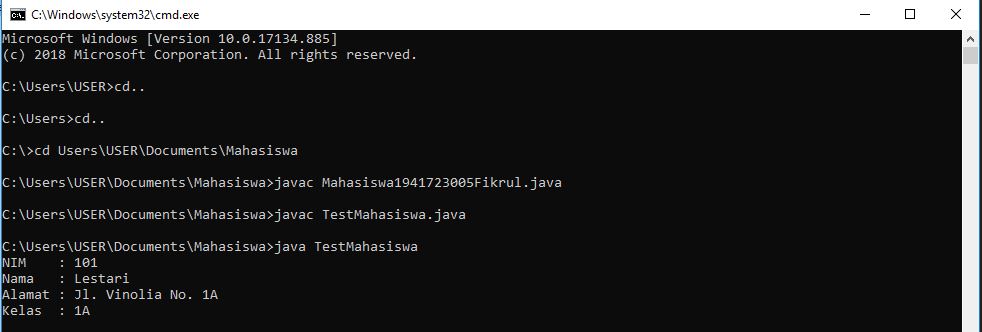 C:\Windows\system32\cmd.exe
Microsoft Windows [Version 10.0.17134.885]
(c) 2018 Microsoft Corporation. All rights reserved.
C:\Users\USER>cd..
C:\Users>cd..
C:\>cd Users\USER\Documents\Mahasiswa
C:\Users\USER\Documents\Mahasiswa>javac Mahasiswa1941723005Fikrul.java
C:\Users\USER\Documents\Mahasiswa>javac TestMahasiswa.java
C:\Users\USER\Documents\Mahasiswa>java TestMahasiswa
NIM    : 101
Nama   : Lestari
Alamat : Jl. Vinolia No. 1A
Kelas  : 1A